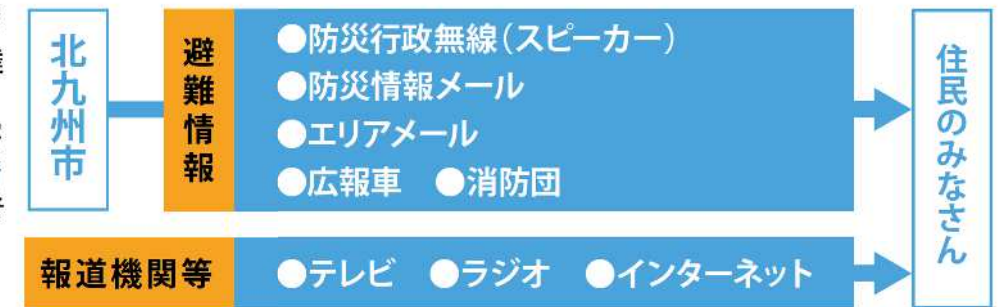 北九州市
避難情報
●防災行政無線(スピーカー)
●防災情報メール
●エリアメール
●広報車 ●消防団
報道機関等
●テレビ ●ラジオ ●インターネット
住民のみなさん